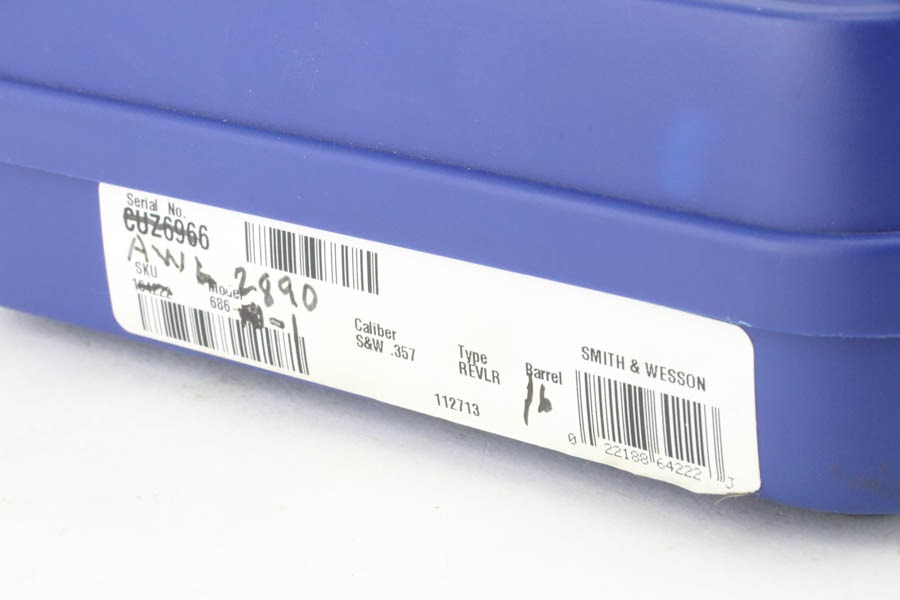 Serial No.
CUZ6966
AWL 2890
SKU Model
164222 686-
-1
Caliber
S&W .357
Type
REVLR
112713
Barrel
SMITH & WESSON
0 22188 64222 3